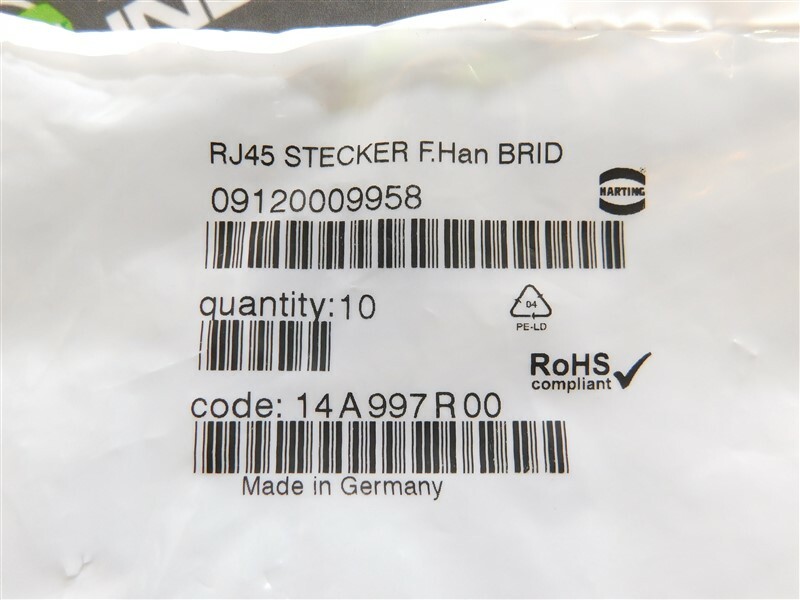 RJ45 STECKER F.Han BRID
09120009958
HARTING
quantity:10
04
PE-LD
RoHS
compliant
code: 14A997R00
Made in Germany